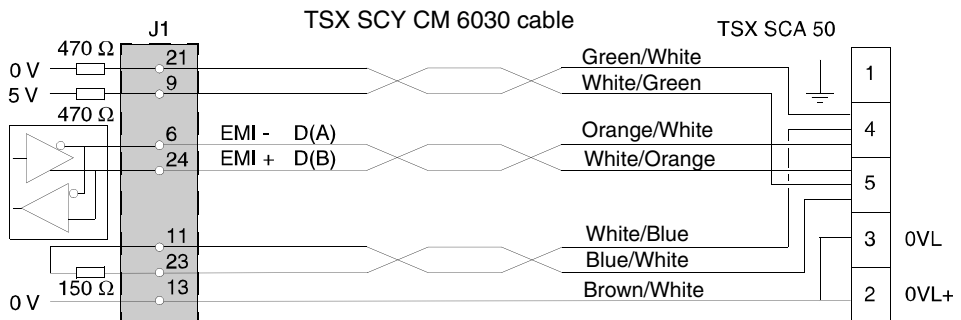 TSX SCY CM 6030 cable
J1
TSX SCA 50
470 Ω
21
Green/White
0 V
1
9
White/Green
5 V
470 Ω
6
EMI - D(A)
Orange/White
4
24
EMI + D(B)
White/Orange
5
11
White/Blue
3
0VL
23
Blue/White
150 Ω
13
Brown/White
0 V
2
0VL+